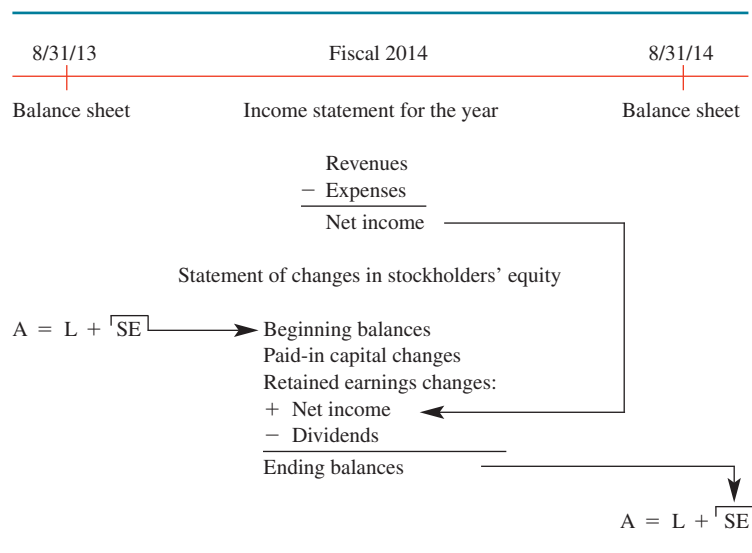 8/31/13 Fiscal 2014 8/31/14
Balance sheet Income statement for the year Balance sheet
Revenues
− Expenses
Net income
Statement of changes in stockholders’ equity
A = L + SE Beginning balances
Paid-in capital changes
Retained earnings changes:
+ Net income
− Dividends
Ending balances
A = L + SE